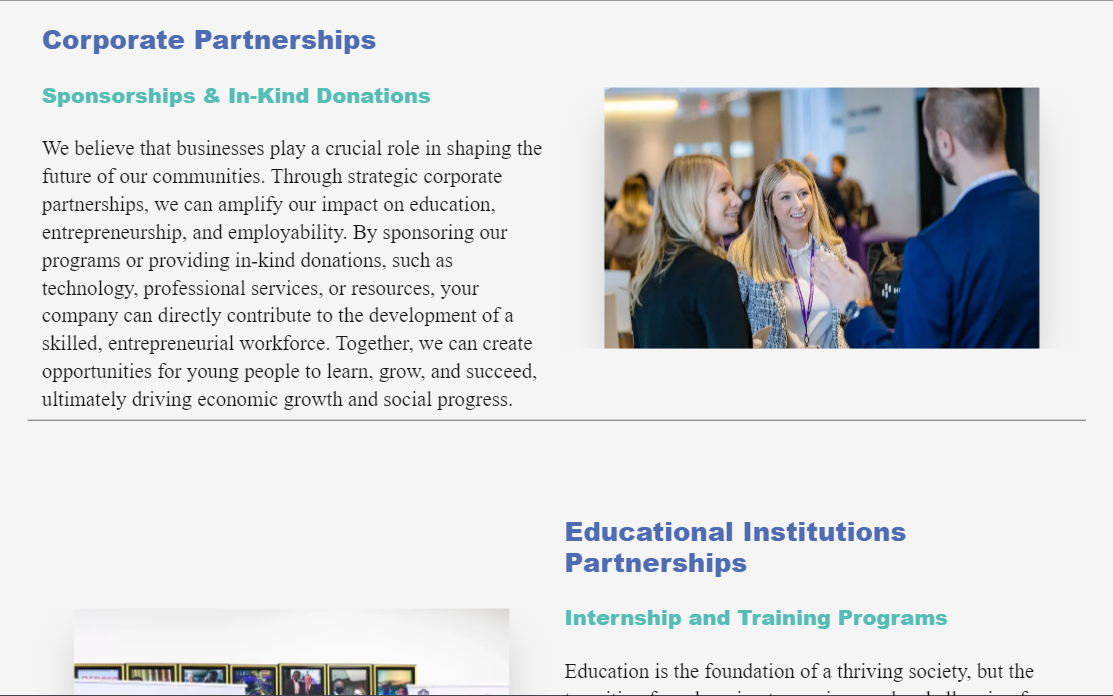 Corporate Partnerships
Sponsorships & In-Kind Donations
We believe that businesses play a crucial role in shaping the
future of our communities. Through strategic corporate
partnerships, we can amplify our impact on education,
entrepreneurship, and employability. By sponsoring our
programs or providing in-kind donations, such as
technology, professional services, or resources, your
company can directly contribute to the development of a
skilled, entrepreneurial workforce. Together, we can create
opportunities for young people to learn, grow, and succeed,
ultimately driving economic growth and social progress.
Educational Institutions
Partnerships
Internship and Training Programs
Education is the foundation of a thriving society, but the